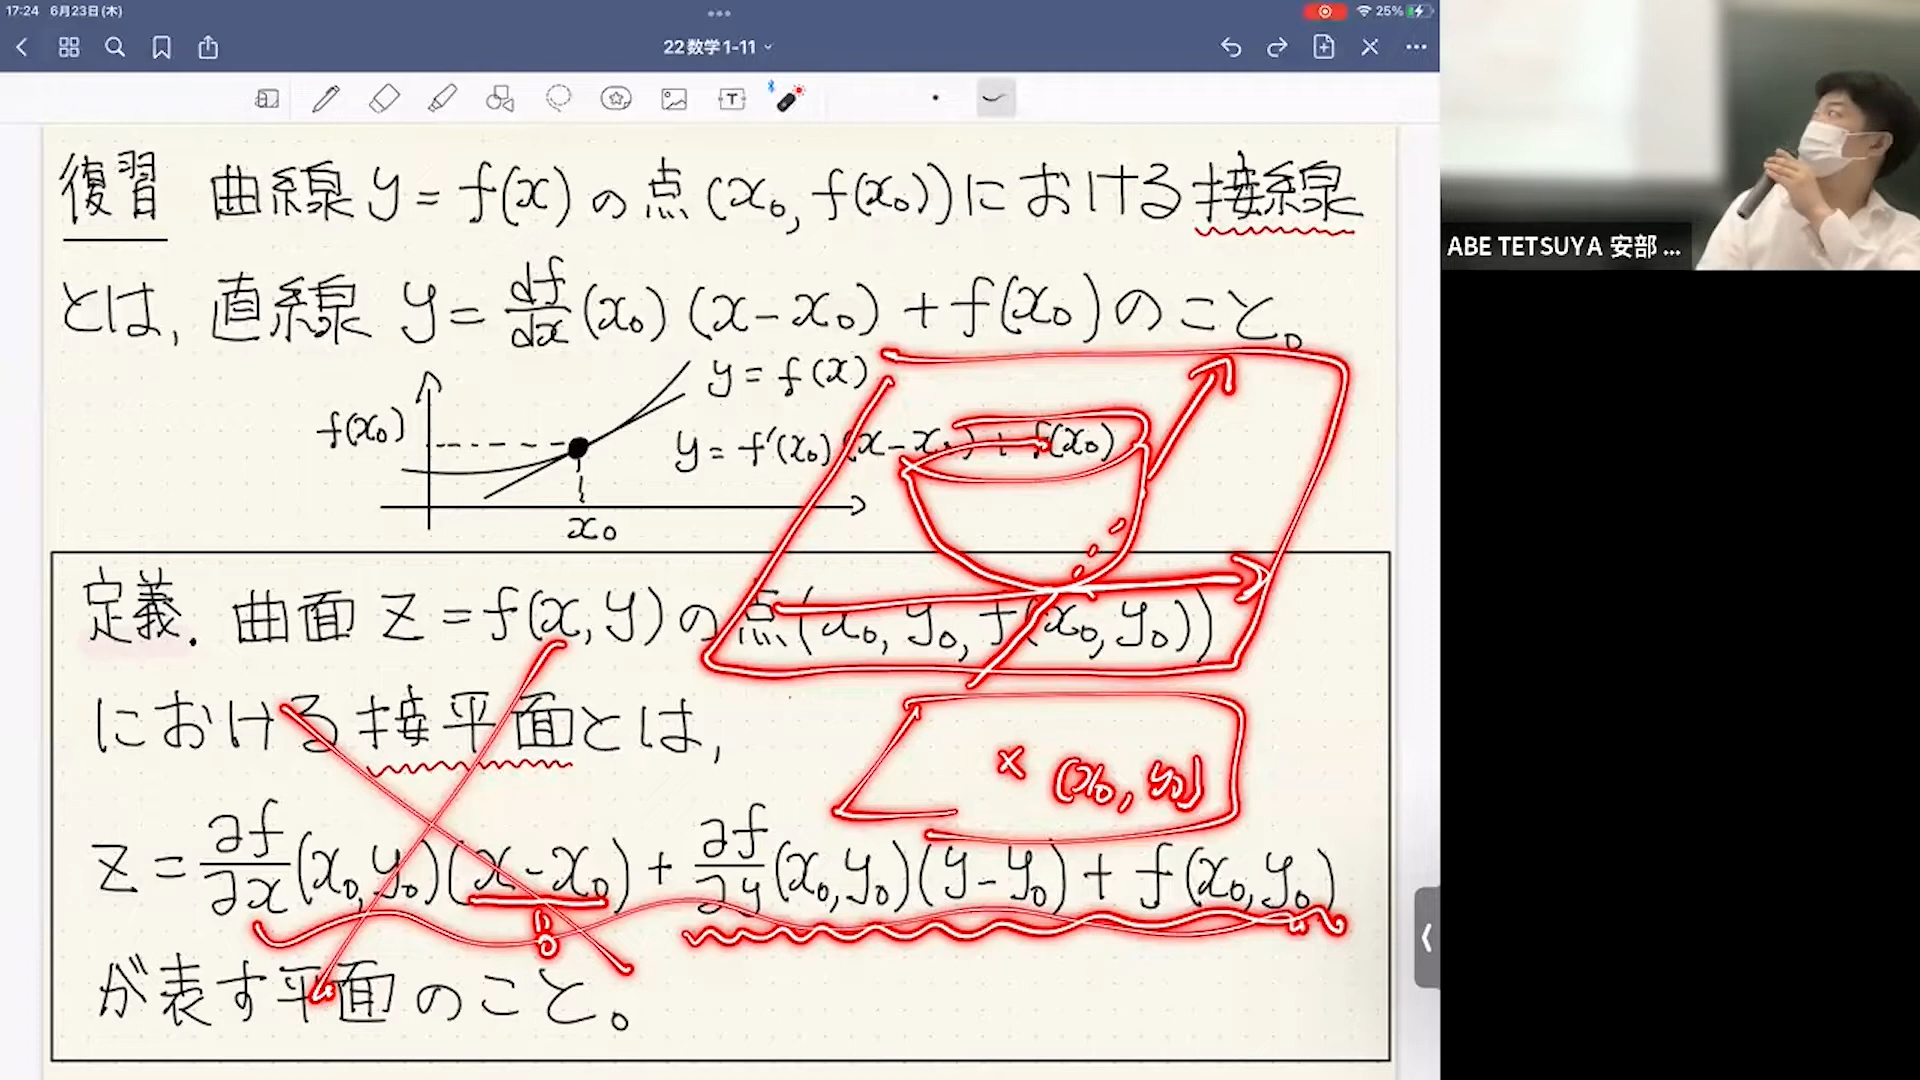 17:24 6月23日(木)
25%
22数学1-11
復習 曲線 y = f(x) の点 (x₀, f(x₀)) における接線
とは, 直線 y = df/dx (x₀) (x - x₀) + f(x₀) のこと。
y = f(x)
f(x₀)
y = f'(x₀) (x - x₀) + f(x₀)
x₀
定義. 曲面 z = f(x, y) の点 (x₀, y₀, f(x₀, y₀))
における接平面とは,
× (x₀, y₀)
z = ∂f/∂x (x₀, y₀)(x - x₀) + ∂f/∂y (x₀, y₀)(y - y₀) + f(x₀, y₀)
0
が表す平面のこと。
ABE TETSUYA 安部 ...